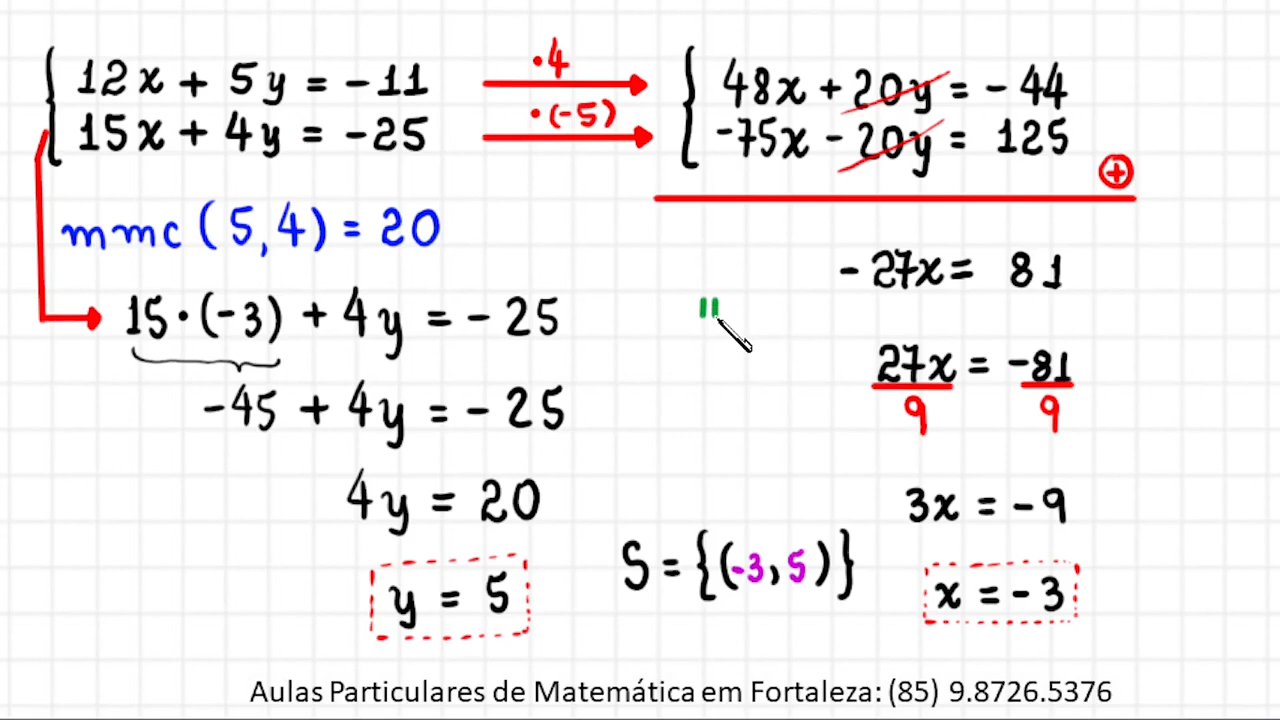 12x + 5y = -11
15x + 4y = -25
·4
·(-5)
48x + 20y = -44
-75x - 20y = 125
+
mmc (5,4) = 20
-27x = 81
15·(-3) + 4y = -25
"
27x = -81
9 9
-45 + 4y = -25
4y = 20
3x = -9
S = {(-3,5)}
y = 5
x = -3
Aulas Particulares de Matemática em Fortaleza: (85) 9.8726.5376